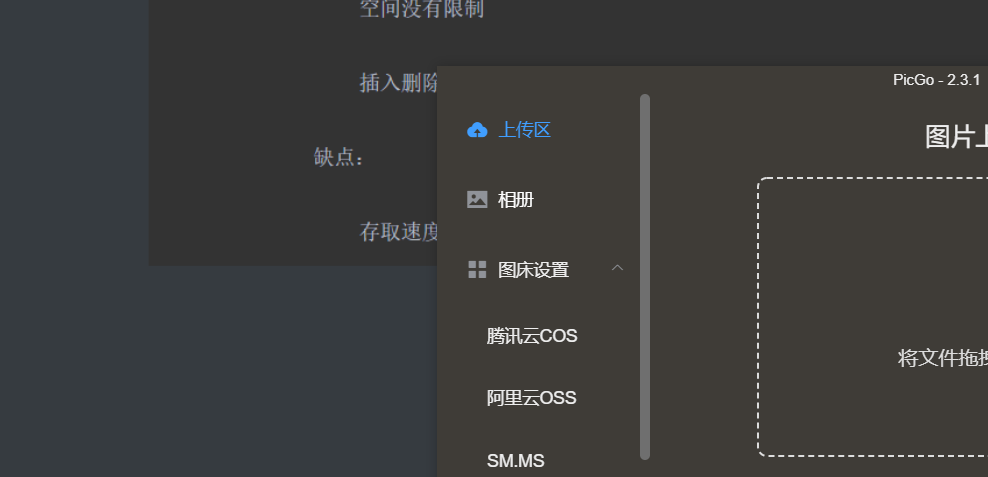 空间没有限制
插入删除
缺点：
存取速度
PicGo - 2.3.1
上传区
相册
图床设置
腾讯云COS
阿里云OSS
SM.MS
图片上
将文件拖拽